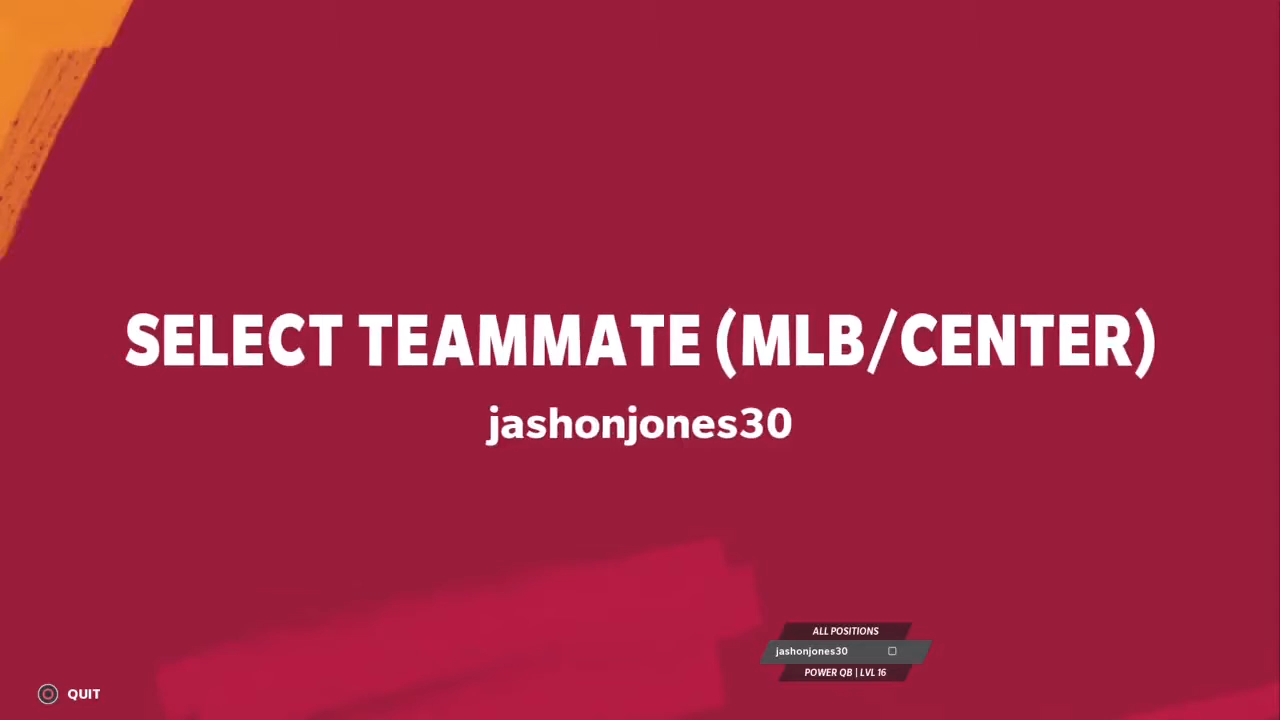 SELECT TEAMMATE (MLB/CENTER)
jashonjones30
ALL POSITIONS
jashonjones30
POWER QB | LVL 16
QUIT